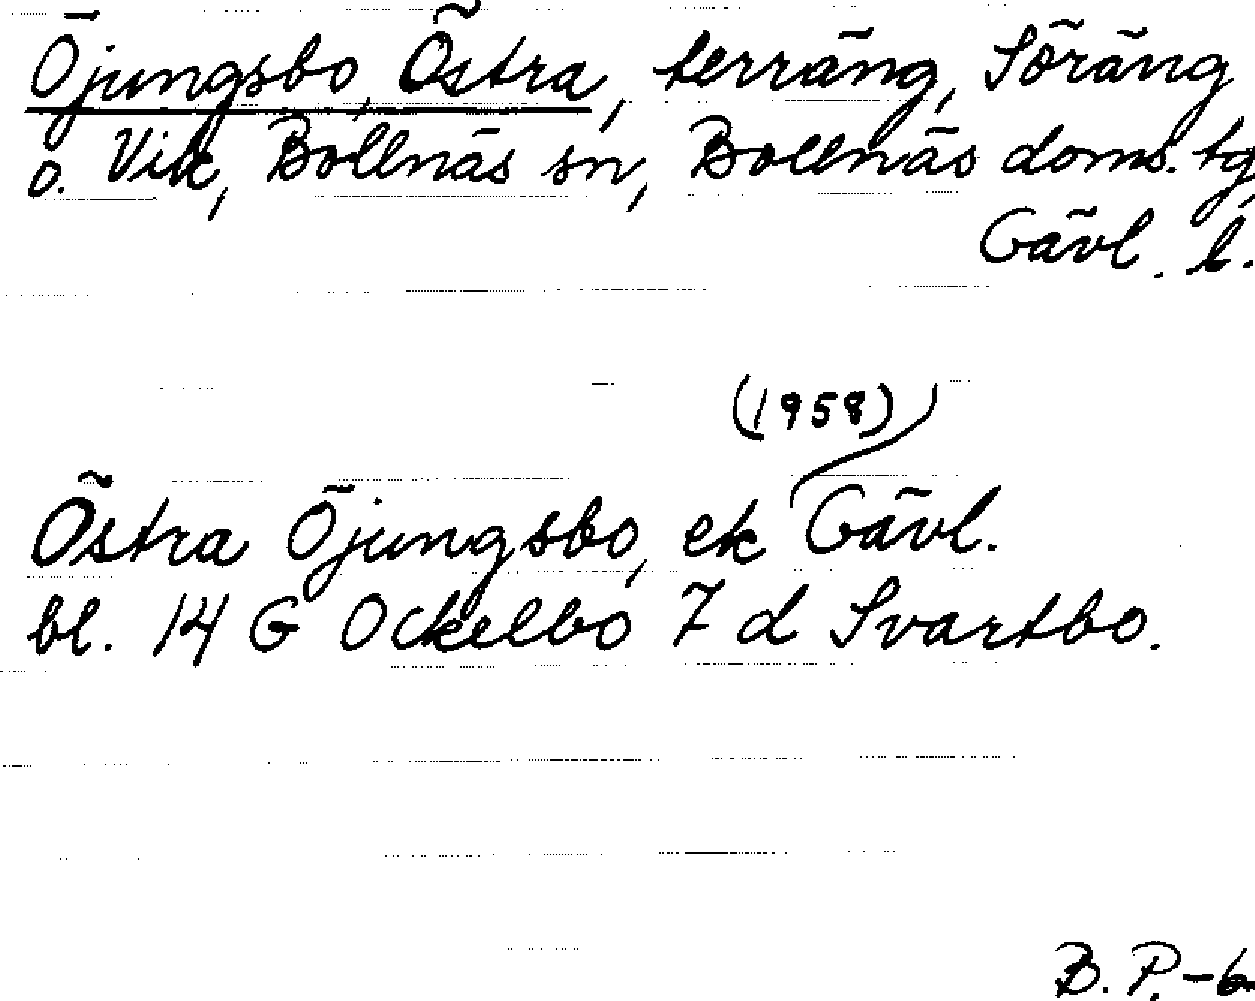 Öjungsbo, Östra, terräng, Söräng
o. Vik, Bollnäs sn, Bollnäs doms. tg
Gävl. l.
(1958)
Östra Öjungsbo, ek Gävl.
bl. 14 G Ockelbo 7 d Svartbo.
B. P.-6